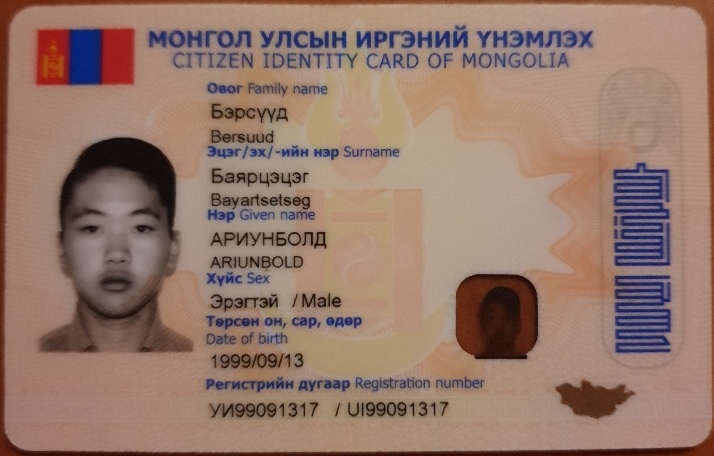 МОНГОЛ УЛСЫН ИРГЭНИЙ ҮНЭМЛЭХ
CITIZEN IDENTITY CARD OF MONGOLIA
Овог Family name
Бэрсүүд
Bersuud
Эцэг/эх/-ийн нэр Surname
Баярцэцэг
Bayartsetseg
Нэр Given name
АРИУНБОЛД
ARIUNBOLD
Хүйс Sex
Эрэгтэй / Male
Төрсөн он, сар, өдөр
Date of birth
1999/09/13
Регистрийн дугаар Registration number
УИ99091317 / UI99091317